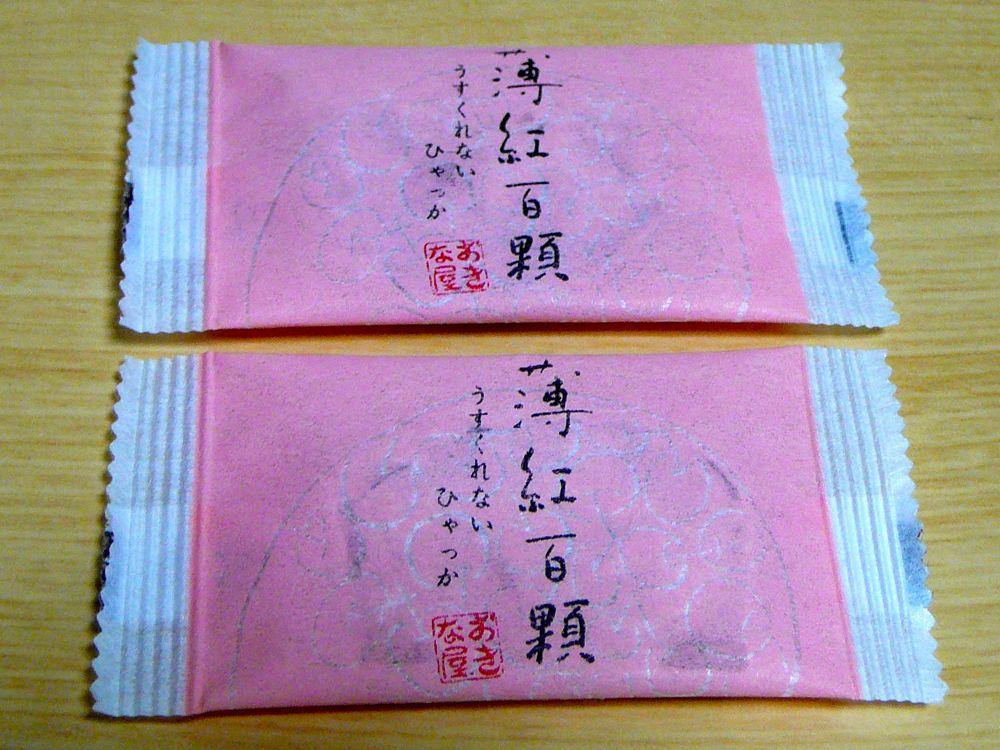 薄紅百顆
うすくれない
ひゃっか
おき
な屋
薄紅百顆
うすくれない
ひゃっか
おき
な屋